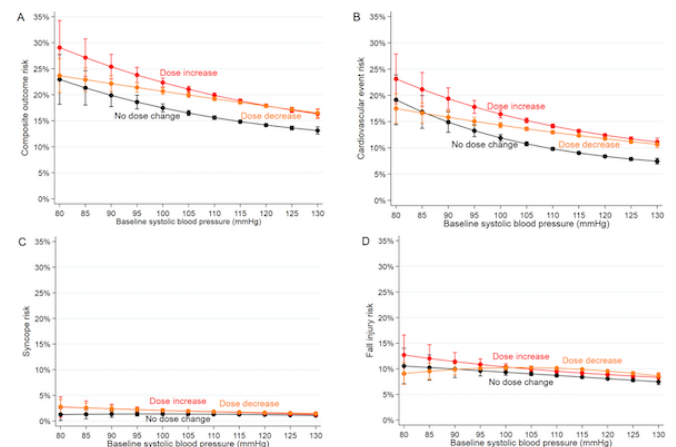 A
35%
30%
25%
20%
15%
10%
5%
0%
Composite outcome risk
Dose increase
No dose change
Dose decrease
80 85 90 95 100 105 110 115 120 125 130
Baseline systolic blood pressure (mmHg)
B
35%
30%
25%
20%
15%
10%
5%
0%
Cardiovascular event risk
Dose increase
No dose change
Dose decrease
80 85 90 95 100 105 110 115 120 125 130
Baseline systolic blood pressure (mmHg)
C
35%
30%
25%
20%
15%
10%
5%
0%
Syncope risk
Dose increase
Dose decrease
No dose change
80 85 90 95 100 105 110 115 120 125 130
Baseline systolic blood pressure (mmHg)
D
35%
30%
25%
20%
15%
10%
5%
0%
Fall injury risk
Dose increase
Dose decrease
No dose change
80 85 90 95 100 105 110 115 120 125 130
Baseline systolic blood pressure (mmHg)